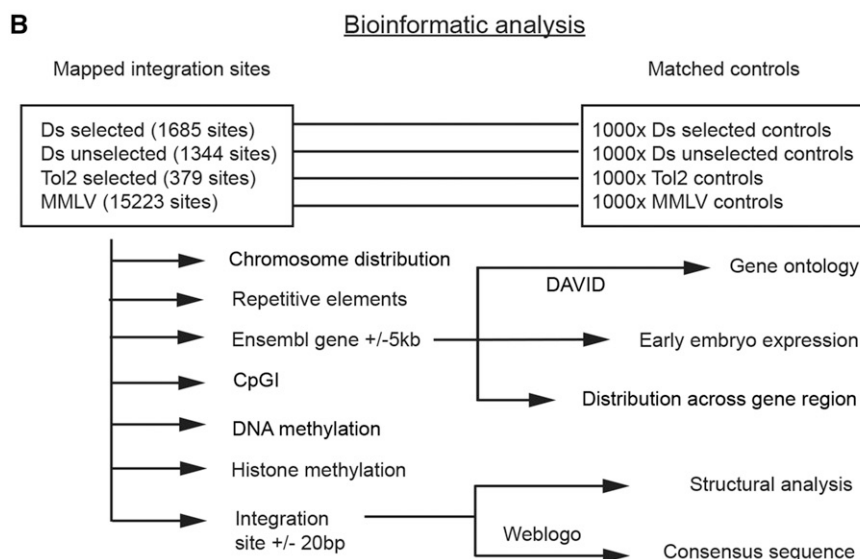 B
Bioinformatic analysis
Mapped integration sites
Matched controls
Ds selected (1685 sites)
Ds unselected (1344 sites)
Tol2 selected (379 sites)
MMLV (15223 sites)
1000x Ds selected controls
1000x Ds unselected controls
1000x Tol2 controls
1000x MMLV controls
Chromosome distribution
Repetitive elements
Ensembl gene +/-5kb
CpGI
DNA methylation
Histone methylation
Integration
site +/- 20bp
DAVID
Gene ontology
Early embryo expression
Distribution across gene region
Weblogo
Structural analysis
Consensus sequence